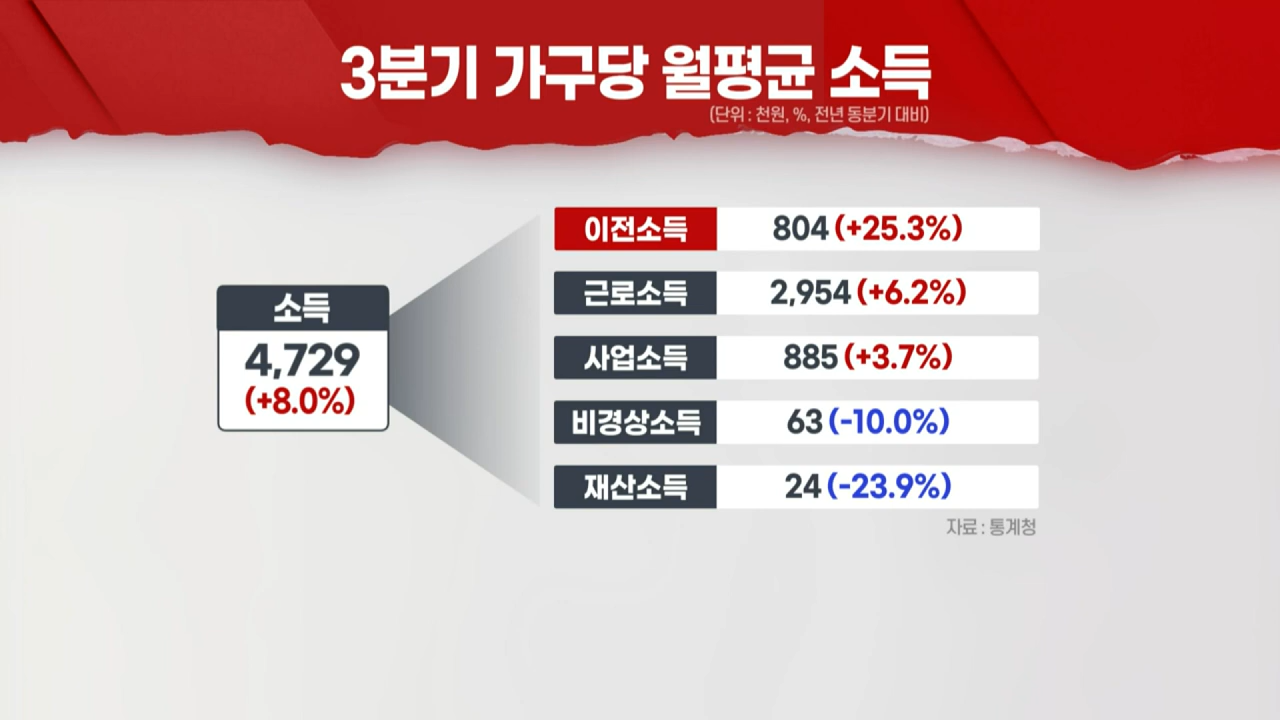 3분기 가구당 월평균 소득
(단위 : 천원, %, 전년 동분기 대비)
소득
4,729
(+8.0%)
이전소득 804 (+25.3%)
근로소득 2,954 (+6.2%)
사업소득 885 (+3.7%)
비경상소득 63 (-10.0%)
재산소득 24 (-23.9%)
자료 : 통계청